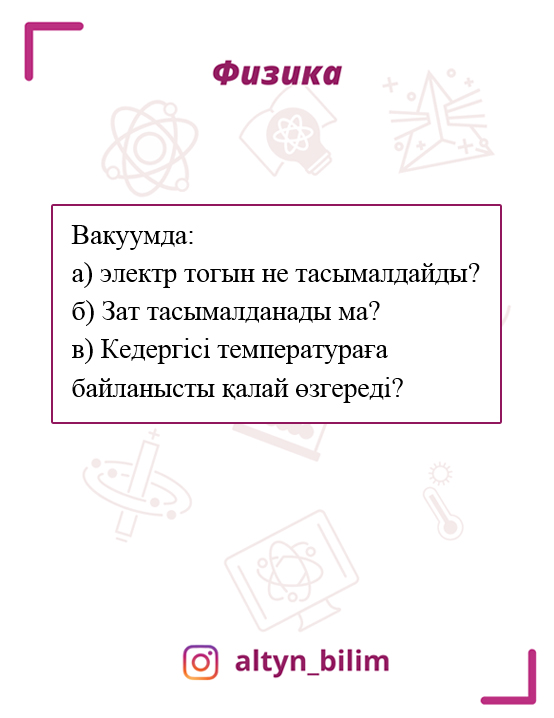 Физика
Вакуумда:
а) электр тогын не тасымалдайды?
б) Зат тасымалданады ма?
в) Кедергісі температураға
байланысты қалай өзгереді?
altyn_bilim